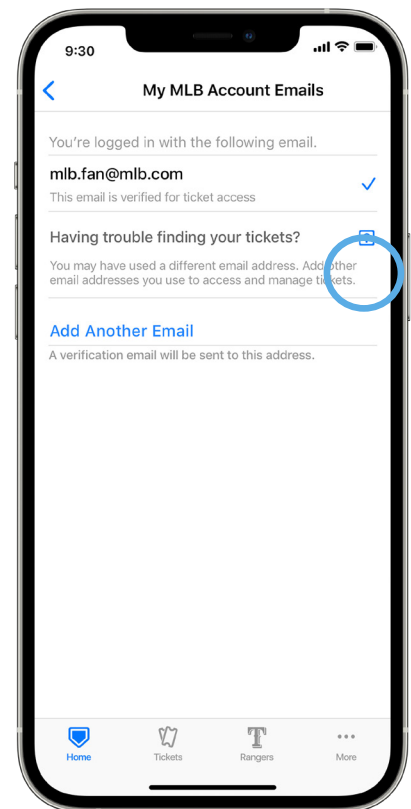 9:30
My MLB Account Emails
You're logged in with the following email.
mlb.fan@mlb.com
This email is verified for ticket access
Having trouble finding your tickets?
You may have used a different email address. Add other
email addresses you use to access and manage tickets.
Add Another Email
A verification email will be sent to this address.
T
Home Tickets Rangers More